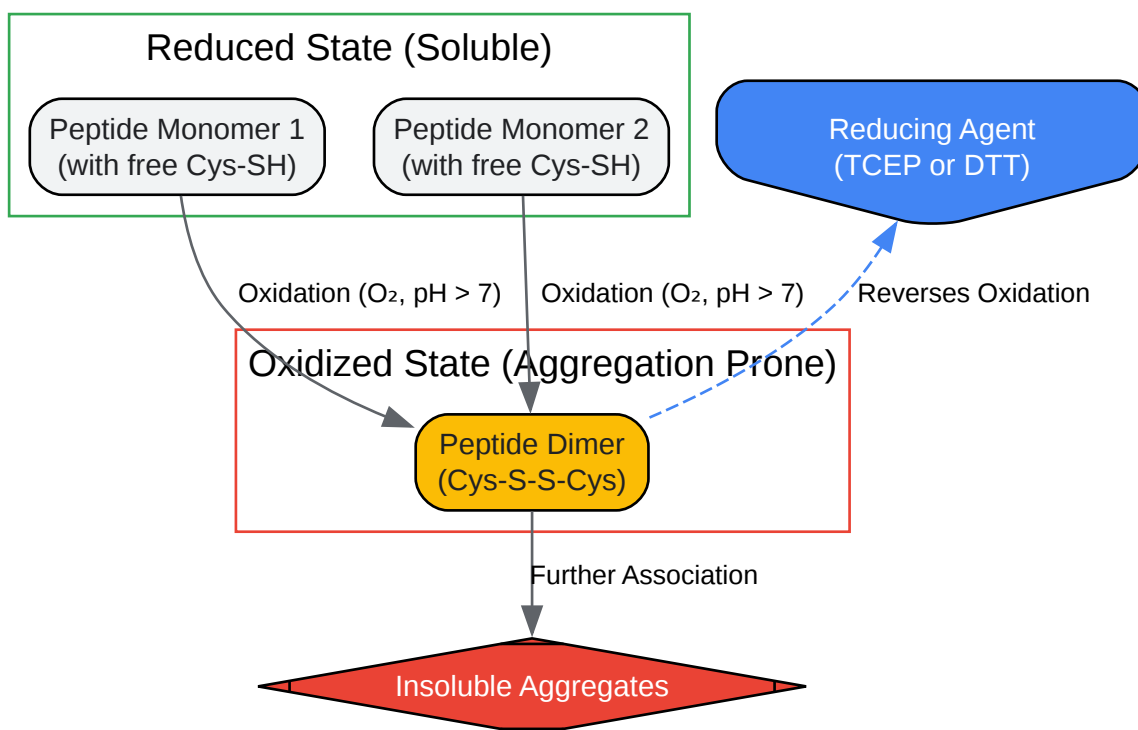 Reduced State (Soluble)
Peptide Monomer 1
(with free Cys-SH)
Peptide Monomer 2
(with free Cys-SH)
Reducing Agent
(TCEP or DTT)
Oxidation (O₂, pH > 7)
Oxidation (O₂, pH > 7)
Reverses Oxidation
Oxidized State (Aggregation Prone)
Peptide Dimer
(Cys-S-S-Cys)
Further Association
Insoluble Aggregates